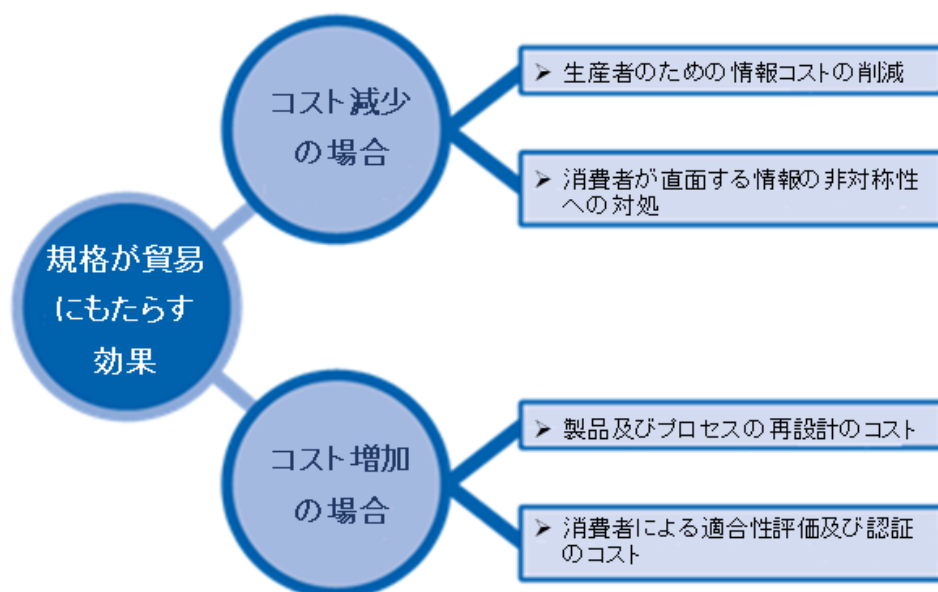 規格が貿易
にもたらす
効果
コスト減少
の場合
➢ 生産者のための情報コストの削減
➢ 消費者が直面する情報の非対称性
への対処
コスト増加
の場合
➢ 製品及びプロセスの再設計のコスト
➢ 消費者による適合性評価及び認証
のコスト